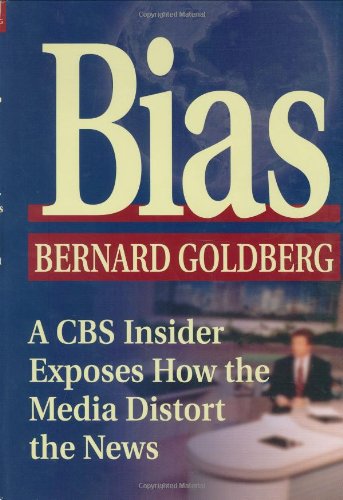 Copyrighted Material
Bias
BERNARD GOLDBERG
A CBS Insider
Exposes How the
Media Distort
the News
Copyrighted Material